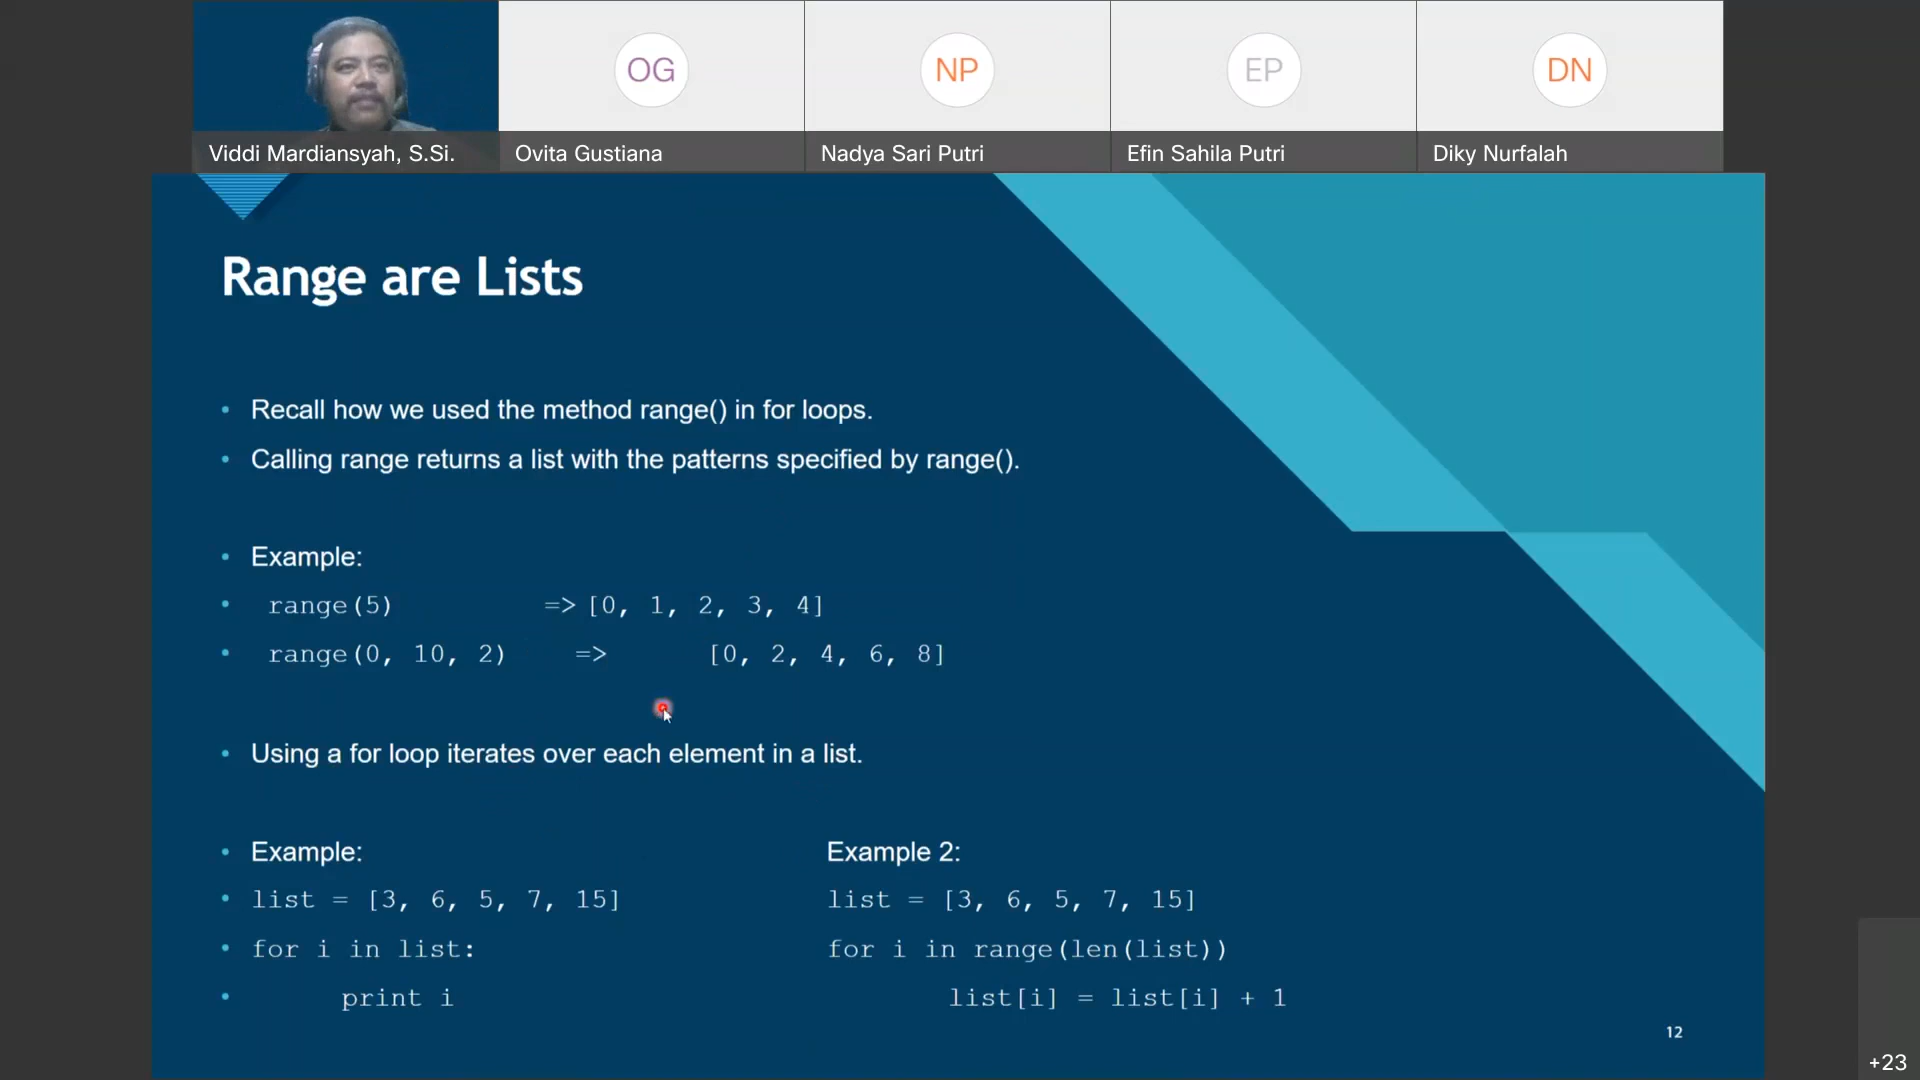 OG
NP
EP
DN
Viddi Mardiansyah, S.Si.
Ovita Gustiana
Nadya Sari Putri
Efin Sahila Putri
Diky Nurfalah
Range are Lists
• Recall how we used the method range() in for loops.
• Calling range returns a list with the patterns specified by range().
• Example:
• range(5) => [0, 1, 2, 3, 4]
• range(0, 10, 2) => [0, 2, 4, 6, 8]
• Using a for loop iterates over each element in a list.
• Example:
• list = [3, 6, 5, 7, 15]
• for i in list:
• print i
Example 2:
list = [3, 6, 5, 7, 15]
for i in range(len(list))
list[i] = list[i] + 1
12
+23